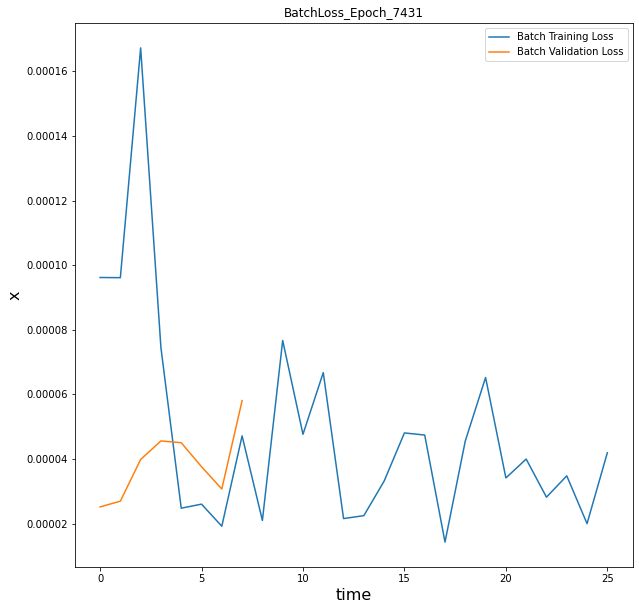 BatchLoss_Epoch_7431
Batch Training Loss
Batch Validation Loss
0.00016
0.00014
0.00012
0.00010
0.00008
0.00006
0.00004
0.00002
x
0 5 10 15 20 25
time